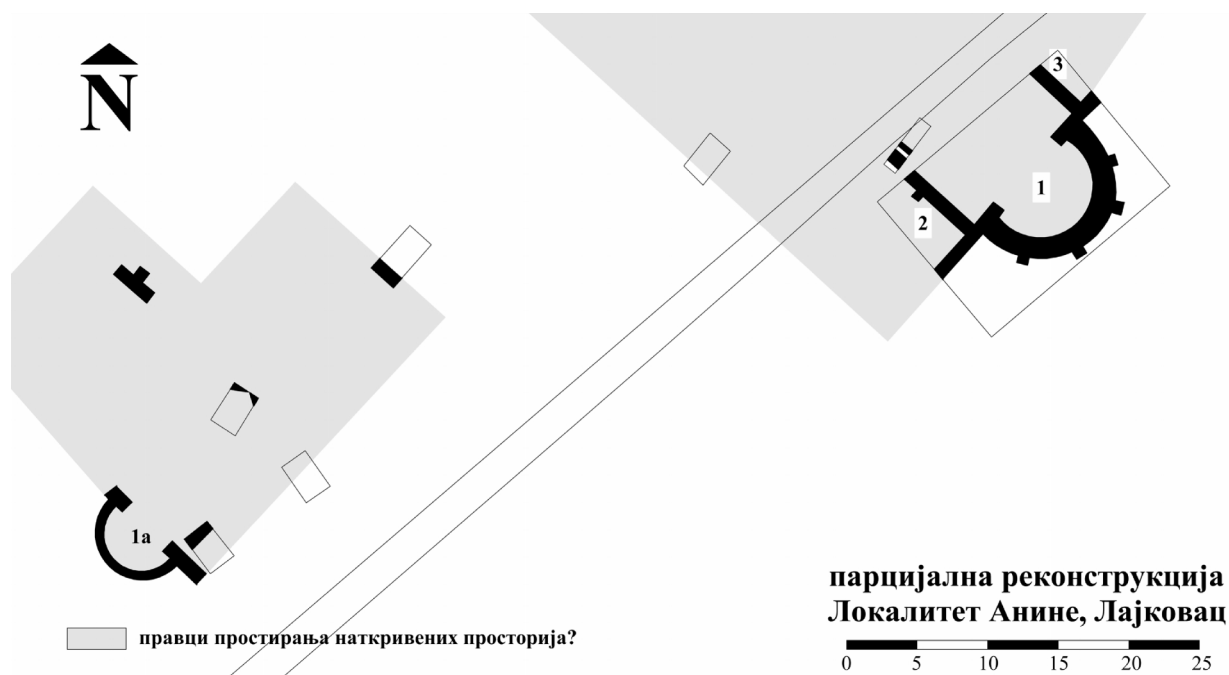 N
3
1
2
1a
парцијална реконструкција
Локалитет Анине, Лајковац
правци простирања наткривених просторија?
0 5 10 15 20 25